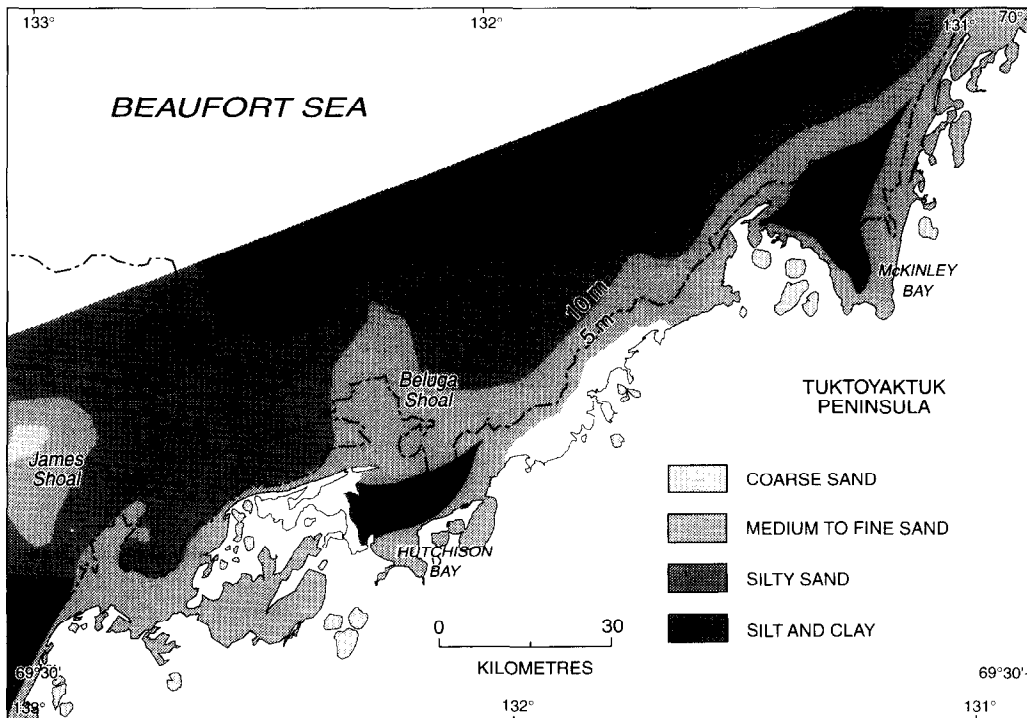 133°
132°
131°
70°
BEAUFORT SEA
McKINLEY
BAY
10 m
5 m
Beluga
Shoal
TUKTOYAKTUK
PENINSULA
James
Shoal
COARSE SAND
MEDIUM TO FINE SAND
HUTCHISON
BAY
SILTY SAND
0 30
SILT AND CLAY
KILOMETRES
69°30'
69°30'
133°
132°
131°